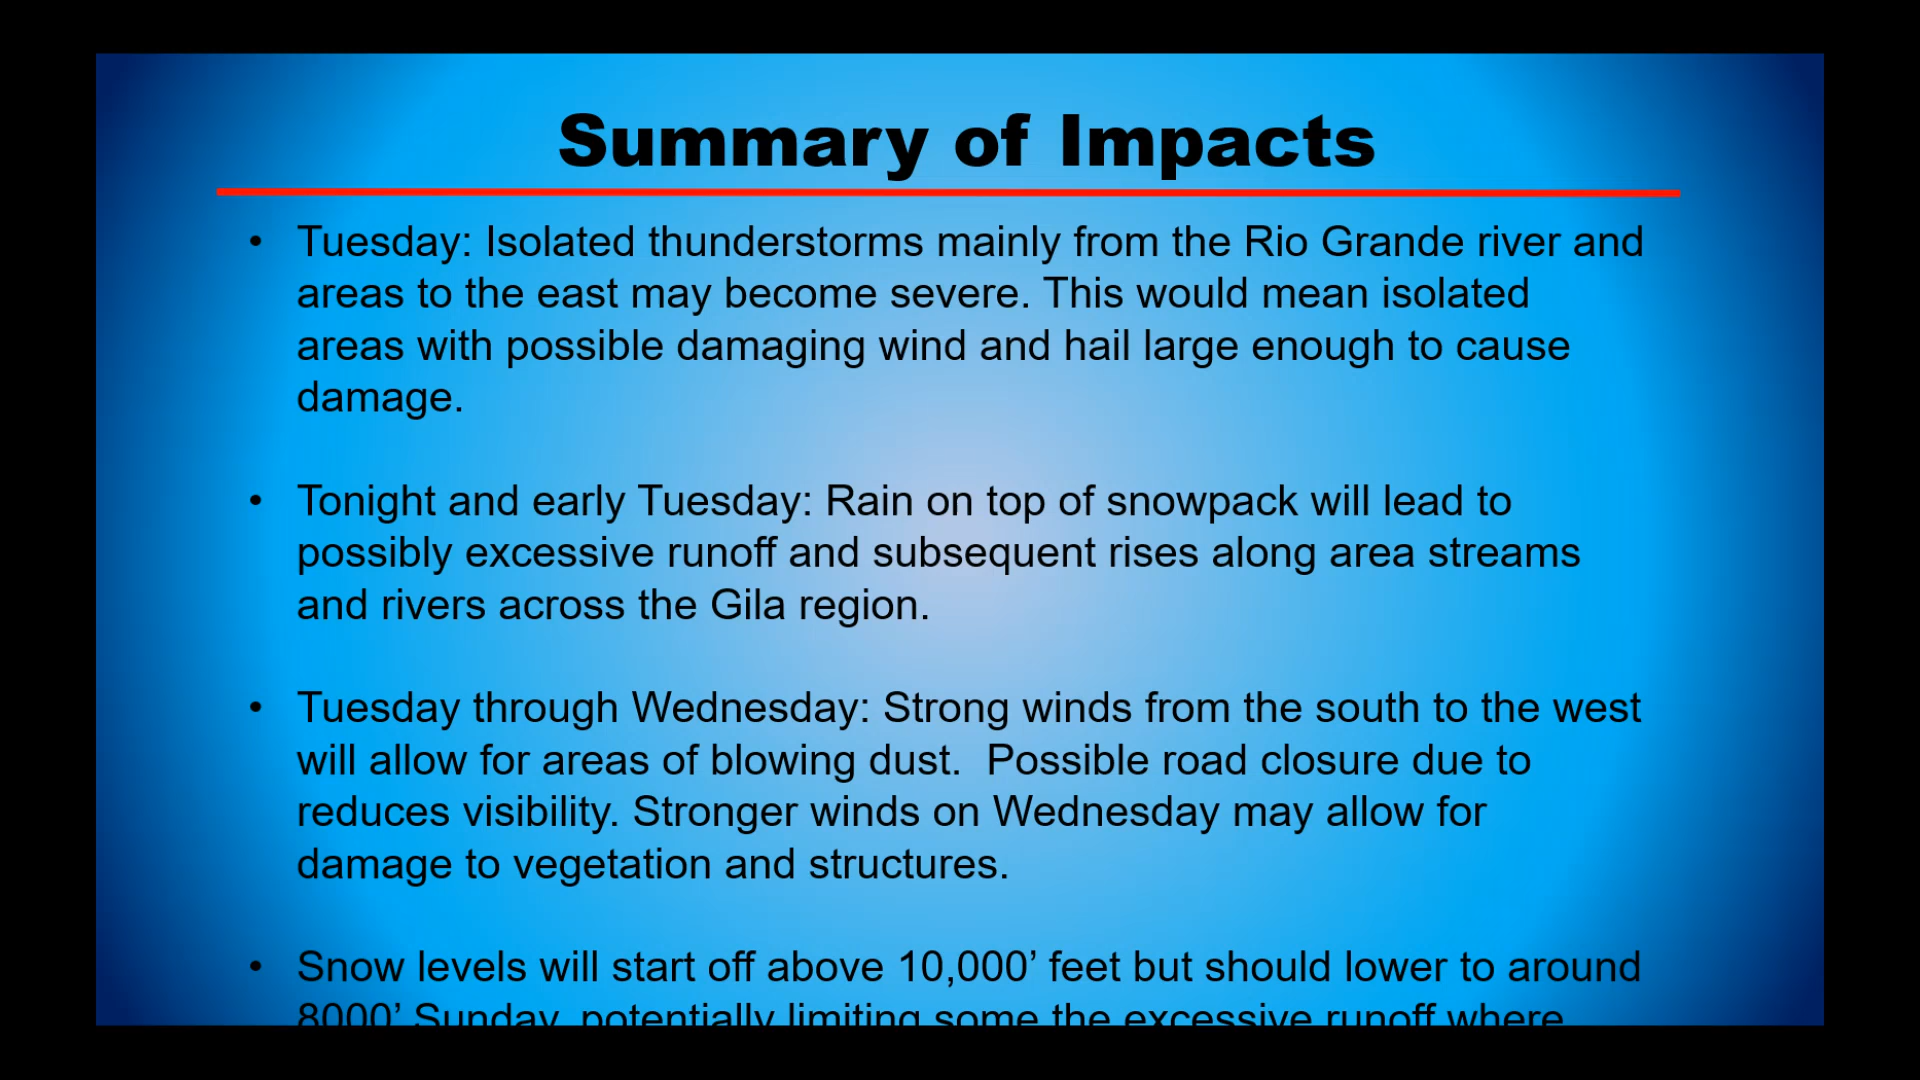 Summary of Impacts
• Tuesday: Isolated thunderstorms mainly from the Rio Grande river and
areas to the east may become severe. This would mean isolated
areas with possible damaging wind and hail large enough to cause
damage.
• Tonight and early Tuesday: Rain on top of snowpack will lead to
possibly excessive runoff and subsequent rises along area streams
and rivers across the Gila region.
• Tuesday through Wednesday: Strong winds from the south to the west
will allow for areas of blowing dust.  Possible road closure due to
reduces visibility. Stronger winds on Wednesday may allow for
damage to vegetation and structures.
• Snow levels will start off above 10,000’ feet but should lower to around
8000’ Sunday, potentially limiting some the excessive runoff where